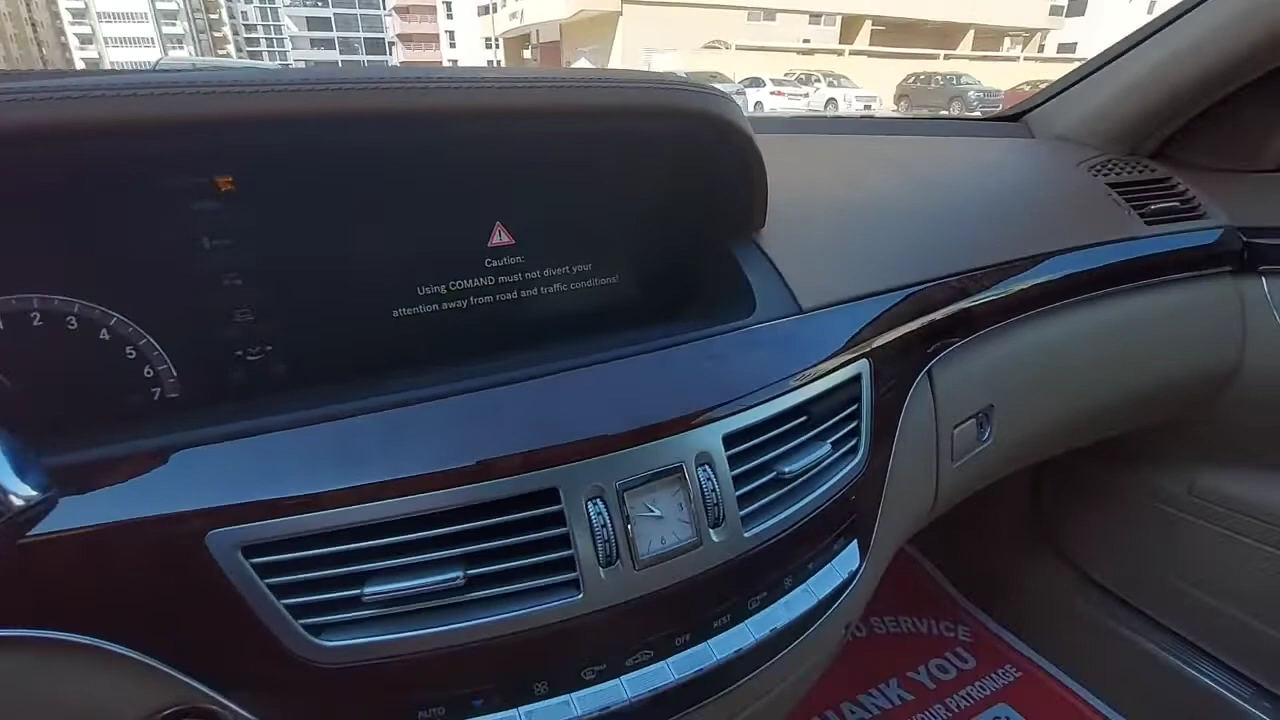 Caution:
Using COMAND must not divert your
attention away from road and traffic conditions!
2 3 4 5 6 7
AUTO
OFF
REST
SERVICE
THANK YOU
YOUR PATRONAGE